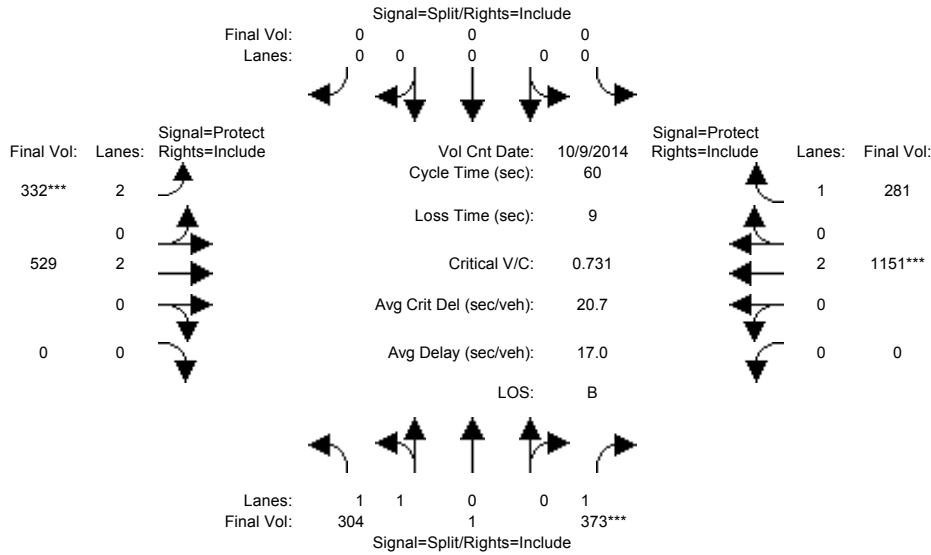 Signal=Split/Rights=Include
Final Vol: 0 0 0
Lanes: 0 0 0 0 0
Signal=Protect Signal=Protect
Final Vol: Lanes: Rights=Include Vol Cnt Date: 10/9/2014 Rights=Include Lanes: Final Vol:
Cycle Time (sec): 60
332*** 2 1 281
Loss Time (sec): 9
0 0
529 2 Critical V/C: 0.731 2 1151***
0 Avg Crit Del (sec/veh): 20.7 0
0 0 Avg Delay (sec/veh): 17.0 0 0
LOS: B
Lanes: 1 1 0 0 1
Final Vol: 304 1 373***
Signal=Split/Rights=Include